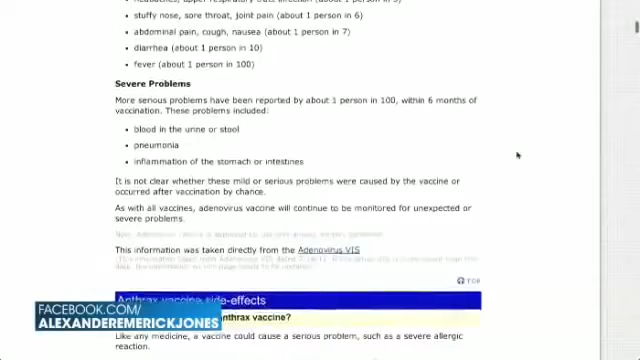 stuffy nose, sore throat, joint pain (about 1 person in 6)
abdominal pain, cough, nausea (about 1 person in 7)
diarrhea (about 1 person in 10)
fever (about 1 person in 100)
Severe Problems
More serious problems have been reported by about 1 person in 100, within 6 months of
vaccination. These problems included:
blood in the urine or stool
pneumonia
inflammation of the stomach or intestines
It is not clear whether these mild or serious problems were caused by the vaccine or
occurred after vaccination by chance.
As with all vaccines, adenovirus vaccine will continue to be monitored for unexpected or
severe problems.
This information was taken directly from the Adenovirus VIS
TOP
Anthrax vaccine side-effects
anthrax vaccine?
Like any medicine, a vaccine could cause a serious problem, such as a severe allergic
reaction.
FACEBOOK.COM/
ALEXANDEREMERICKJONES